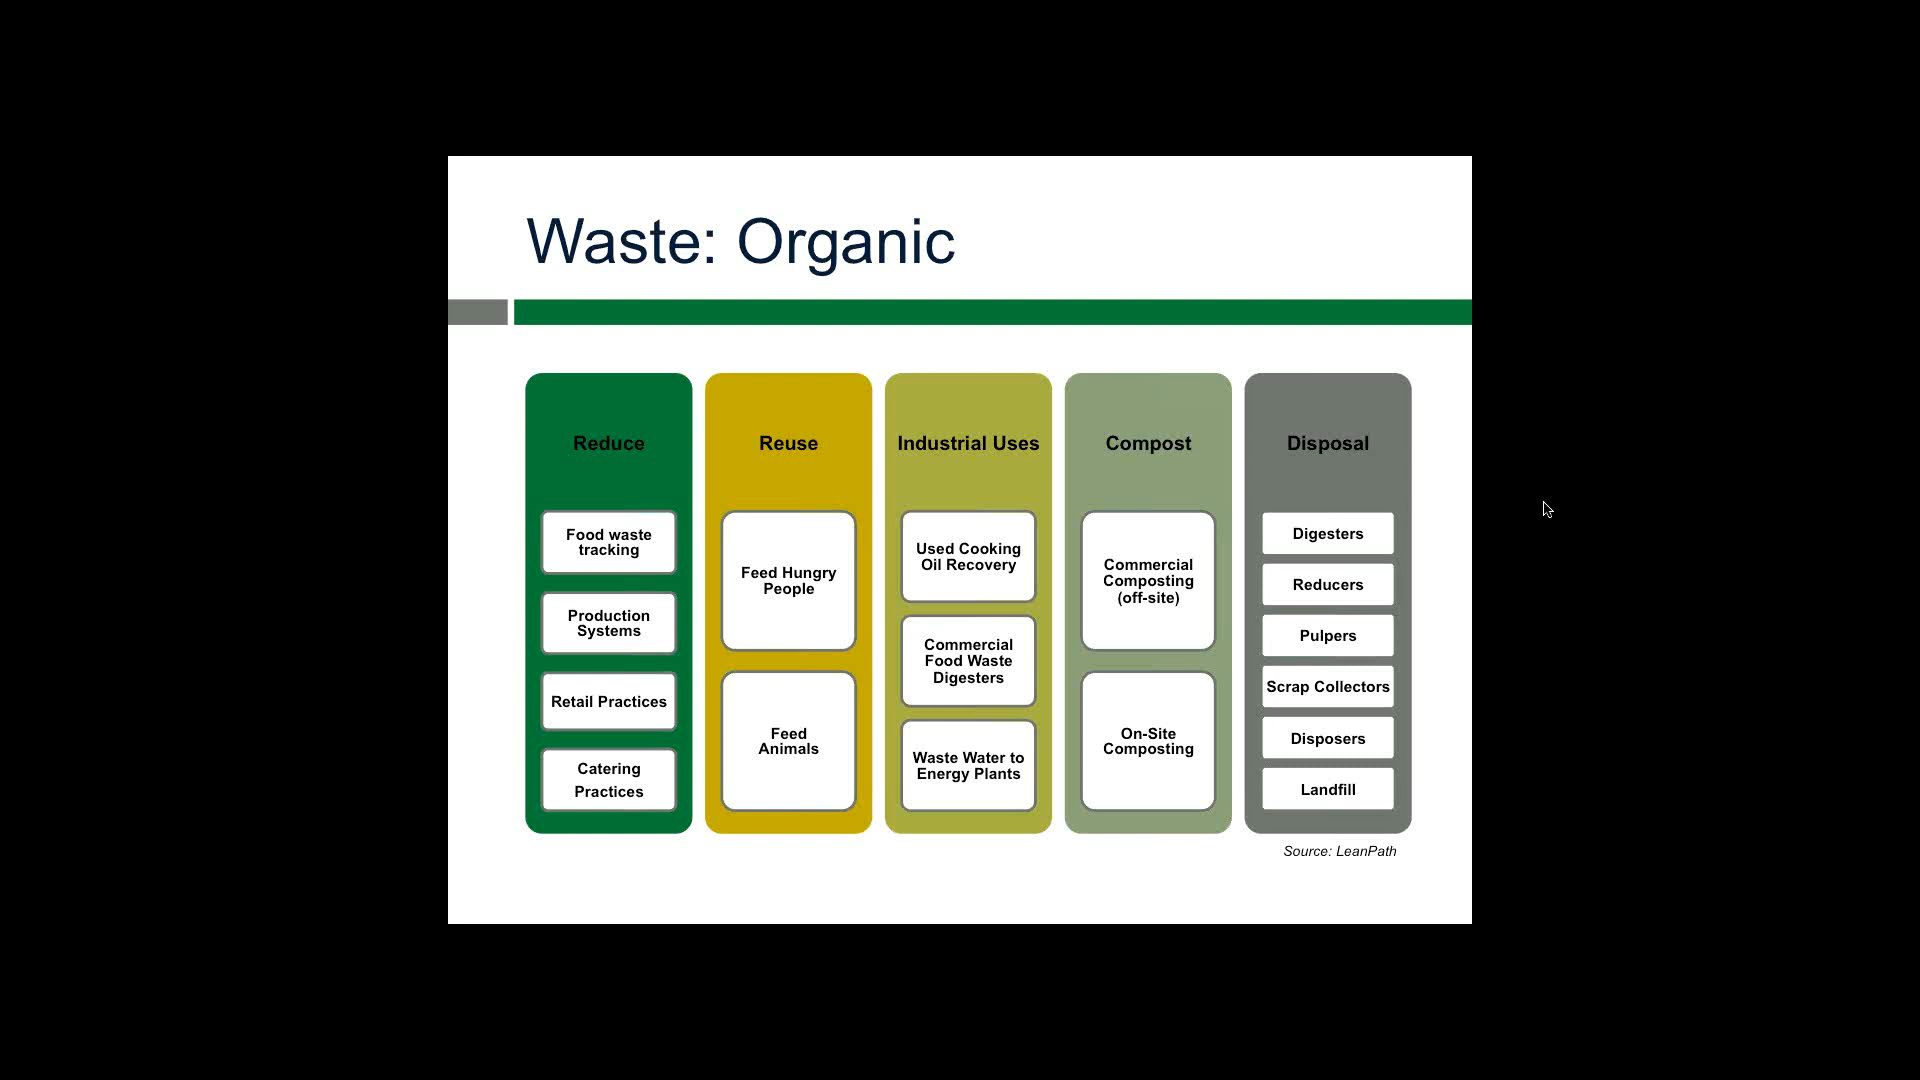 Waste: Organic
Reduce
Food waste
tracking
Production
Systems
Retail Practices
Catering
Practices
Reuse
Feed Hungry
People
Feed
Animals
Industrial Uses
Used Cooking
Oil Recovery
Commercial
Food Waste
Digesters
Waste Water to
Energy Plants
Compost
Commercial
Composting
(off-site)
On-Site
Composting
Disposal
Digesters
Reducers
Pulpers
Scrap Collectors
Disposers
Landfill
Source: LeanPath